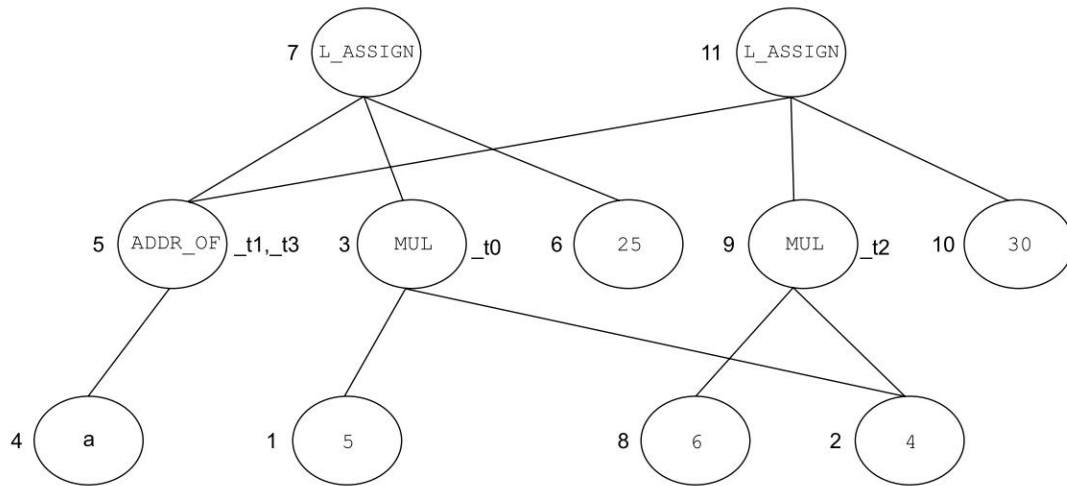 7 L_ASSIGN 11 L_ASSIGN
5 ADDR_OF _t1,_t3 3 MUL _t0 6 25 9 MUL _t2 10 30
4 a 1 5 8 6 2 4